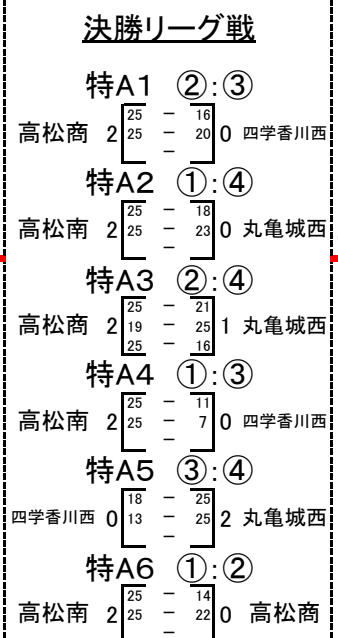 決勝リーグ戦
特A1 ②:③
25 － 16
高松商 2 25 － 20 0 四学香川西
－
特A2 ①:④
25 － 18
高松南 2 25 － 23 0 丸亀城西
－
特A3 ②:④
25 － 21
高松商 2 19 － 25 1 丸亀城西
25 － 16
特A4 ①:③
25 － 11
高松南 2 25 － 7 0 四学香川西
－
特A5 ③:④
18 － 25
四学香川西 0 13 － 25 2 丸亀城西
－
特A6 ①:②
25 － 14
高松南 2 25 － 22 0 高松商
－